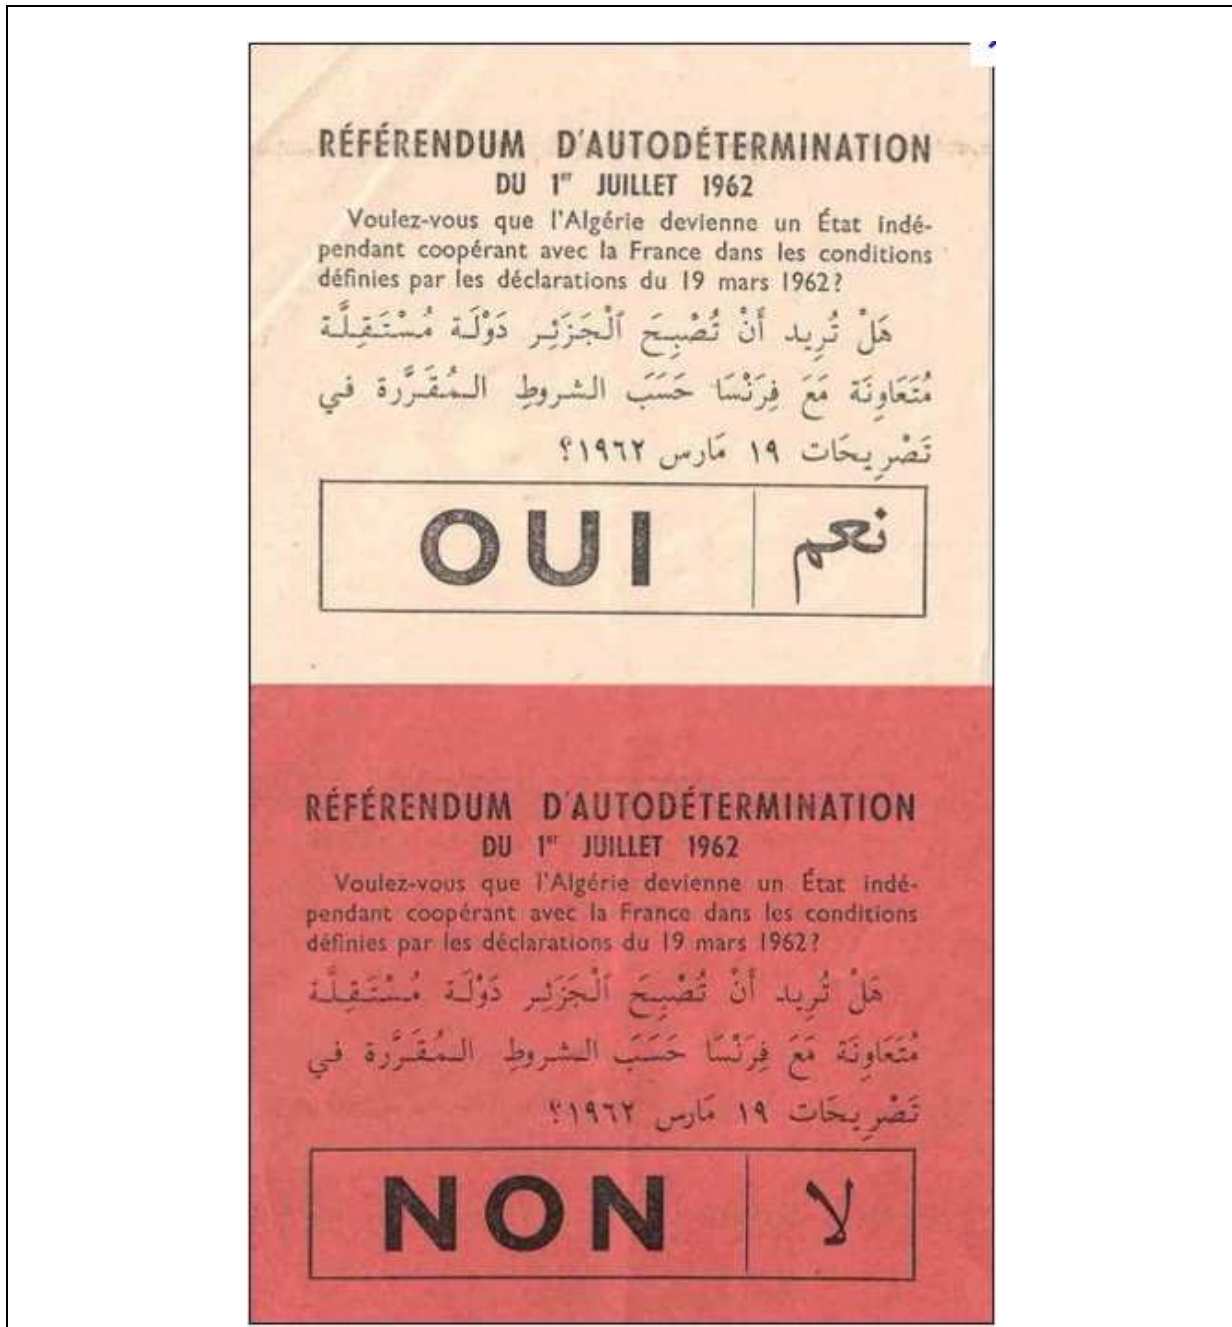 RÉFÉRENDUM D'AUTODÉTERMINATION
DU 1er JUILLET 1962
Voulez-vous que l'Algérie devienne un État indé-
pendant coopérant avec la France dans les conditions
définies par les déclarations du 19 mars 1962?
هَلْ تُرِيد أَنْ تُصْبِحَ ٱلْجَزَئِر دَوْلَة مُسْتَقِلَّة
مُتَعَاوِنَة مَعَ فِرَنْسَا حَسَبَ الشروطِ المُقَرَّرة في
تَصْرِيحَات ١٩ مَارس ١٩٦٢؟
OUI نعم
RÉFÉRENDUM D'AUTODÉTERMINATION
DU 1er JUILLET 1962
Voulez-vous que l'Algérie devienne un État indé-
pendant coopérant avec la France dans les conditions
définies par les déclarations du 19 mars 1962?
هَلْ تُرِيد أَنْ تُصْبِحَ ٱلْجَزَئِر دَوْلَة مُسْتَقِلَّة
مُتَعَاوِنَة مَعَ فِرَنْسَا حَسَبَ الشروطِ المُقَرَّرة في
تَصْرِيحَات ١٩ مَارس ١٩٦٢؟
NON لا